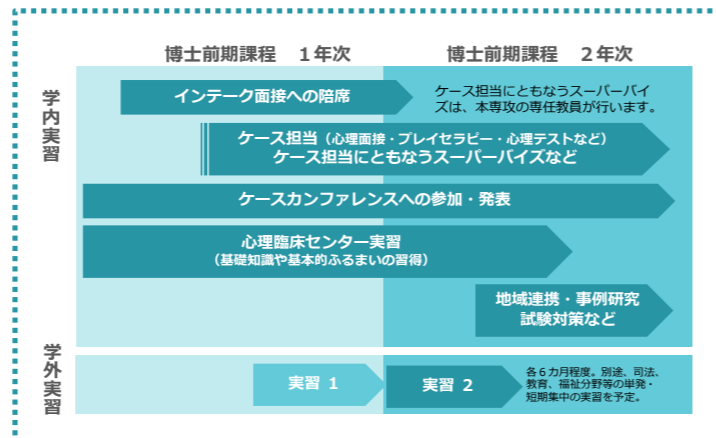 博士前期課程　１年次
博士前期課程　２年次
学内実習
インテーク面接への陪席
ケース担当にともなうスーパーバイ
ズは、本専攻の専任教員が行います。
ケース担当（心理面接・プレイセラピー・心理テストなど）
ケース担当にともなうスーパーバイズなど
ケースカンファレンスへの参加・発表
心理臨床センター実習
（基礎知識や基本的ふるまいの習得）
地域連携・事例研究
試験対策など
学外実習
実習 1
実習 2
各６カ月程度。別途、司法、
教育、福祉分野等の単発・
短期集中の実習を予定。